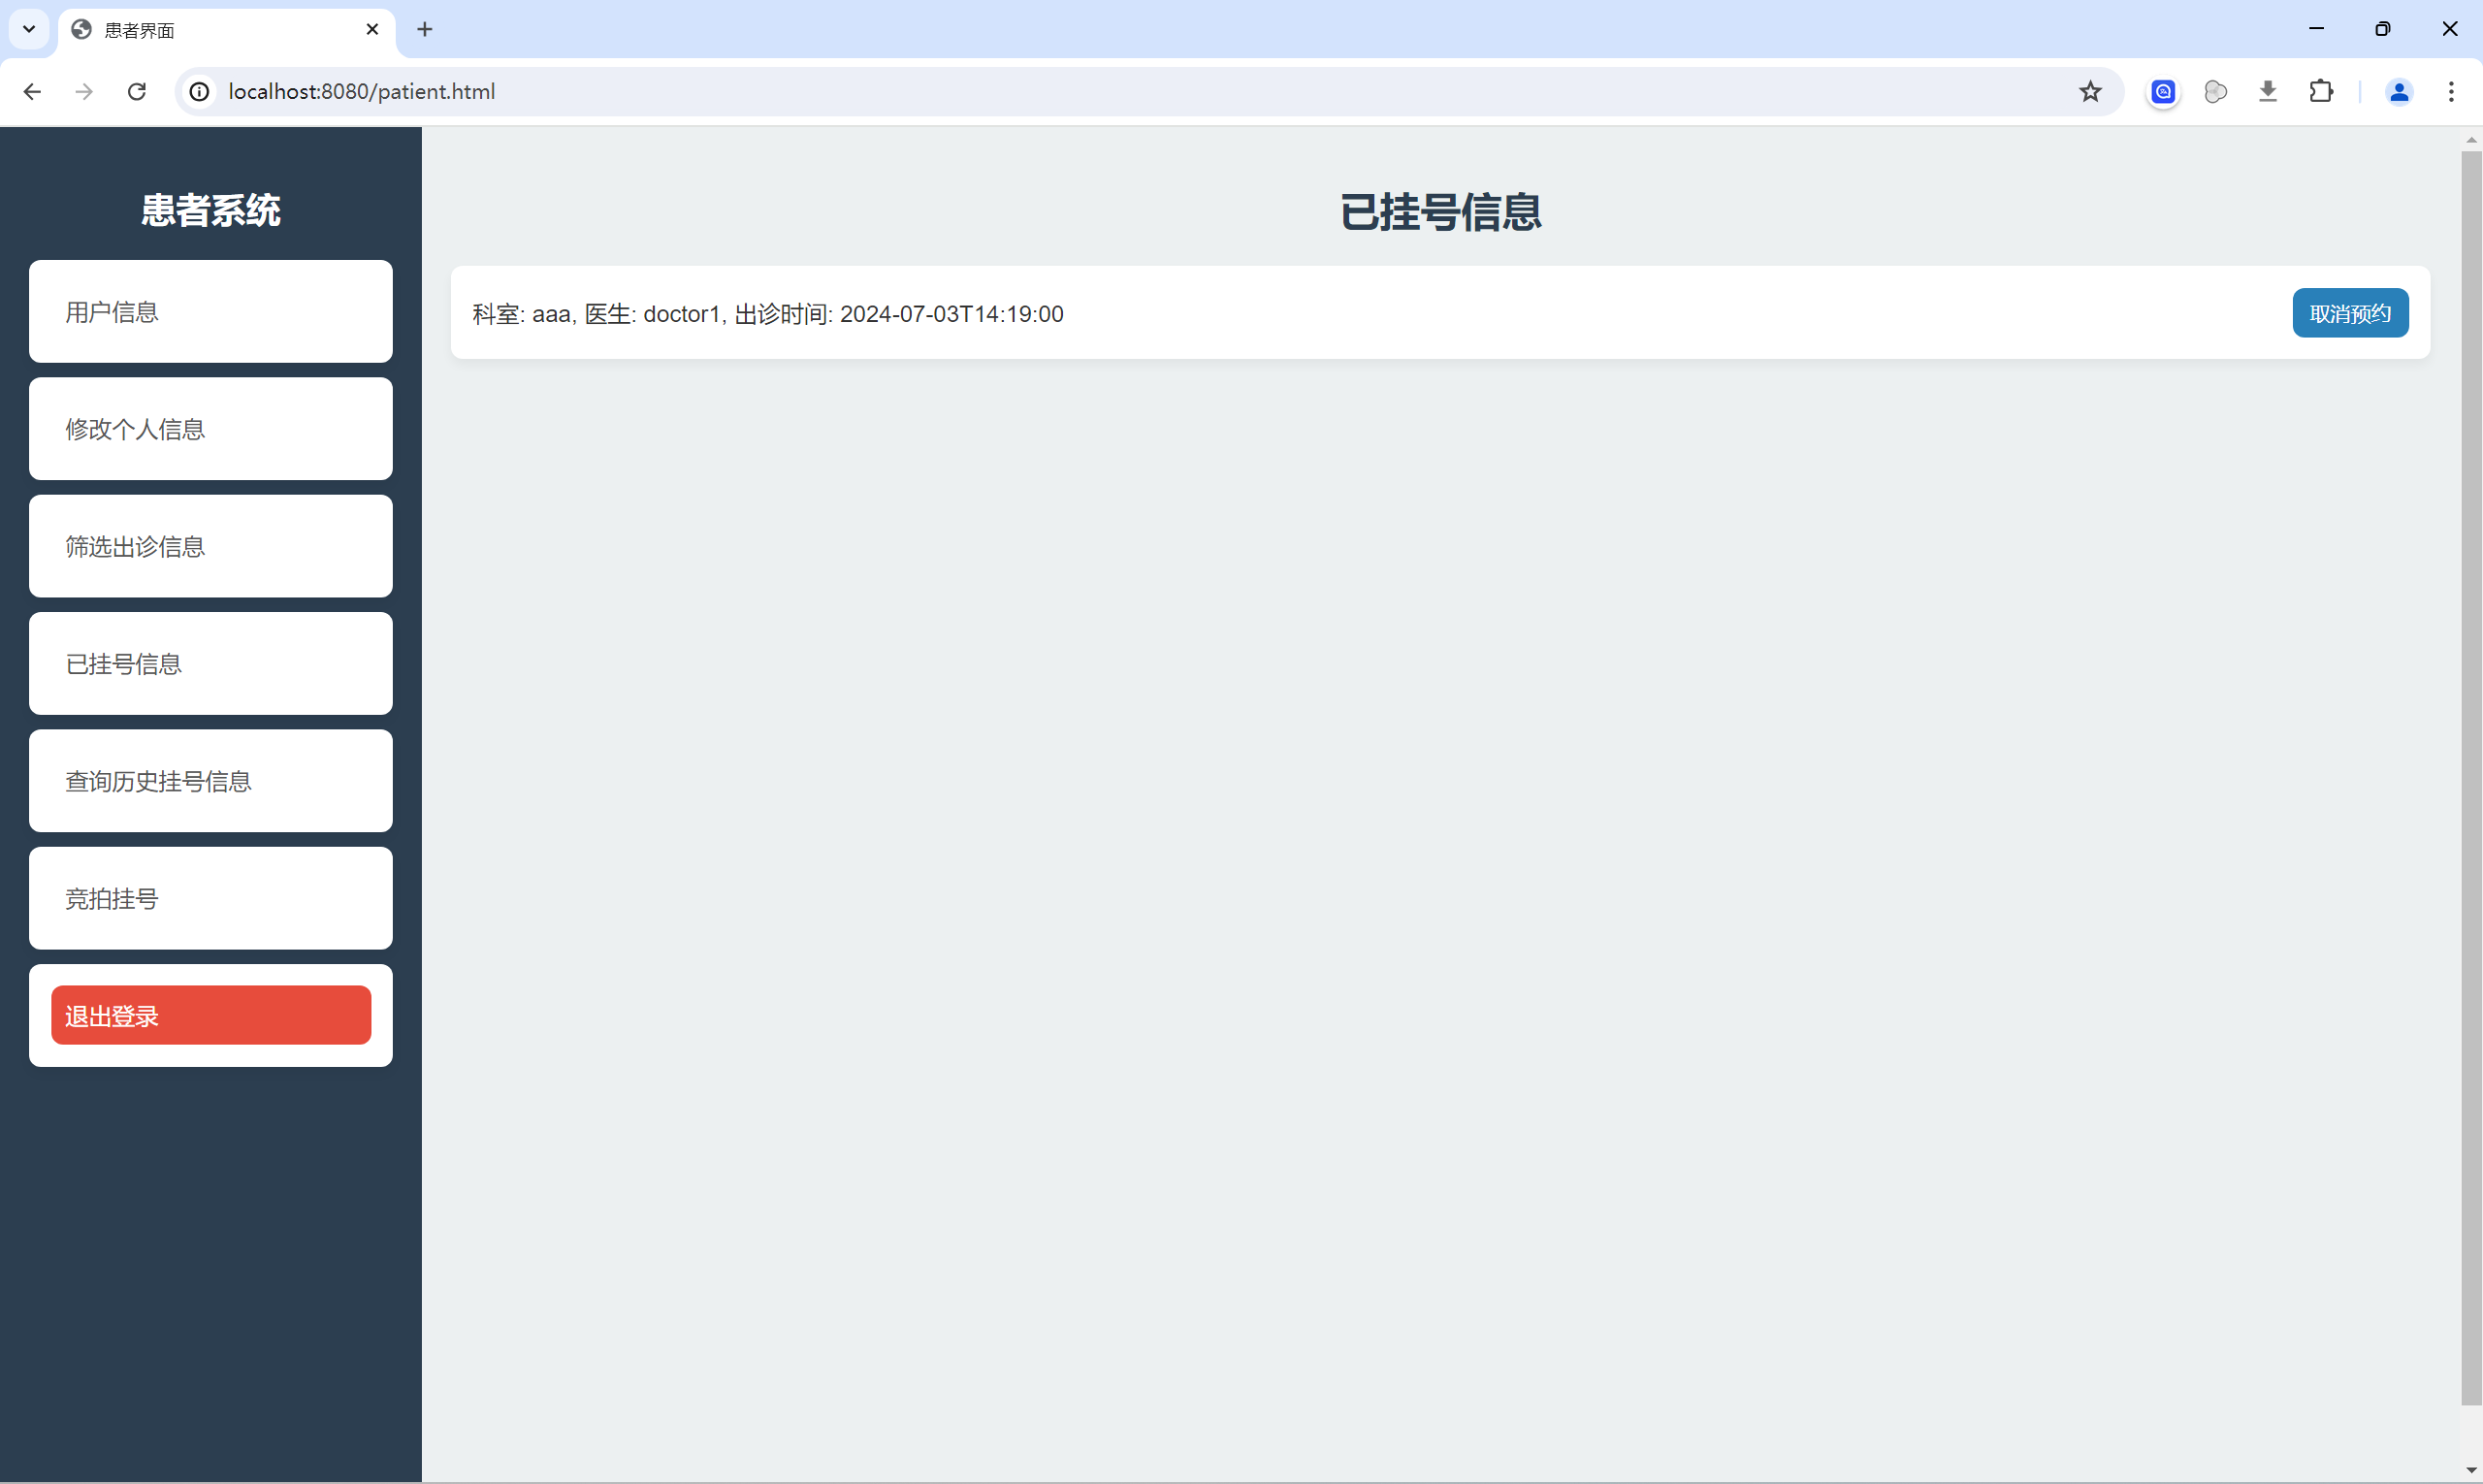 患者界面
localhost:8080/patient.html
患者系统
用户信息
修改个人信息
筛选出诊信息
已挂号信息
查询历史挂号信息
竞拍挂号
退出登录
已挂号信息
科室: aaa, 医生: doctor1, 出诊时间: 2024-07-03T14:19:00
取消预约